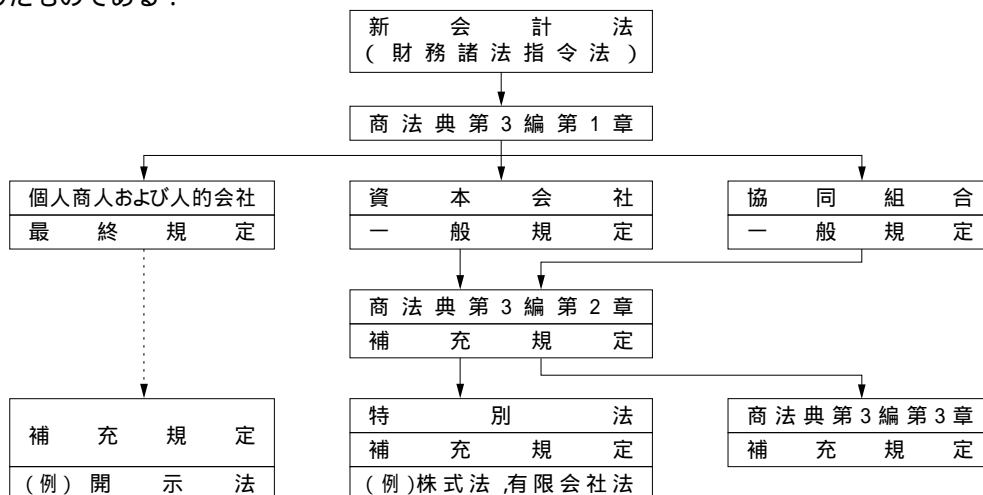 めたものである.
新会計法
(財務諸法指令法)
商法典第3編第1章
個人商人および人的会社
最終規定
資本会社
一般規定
協同組合
一般規定
商法典第3編第2章
補充規定
補充規定
(例)開示法
特別法
補充規定
(例)株式法,有限会社法
商法典第3編第3章
補充規定